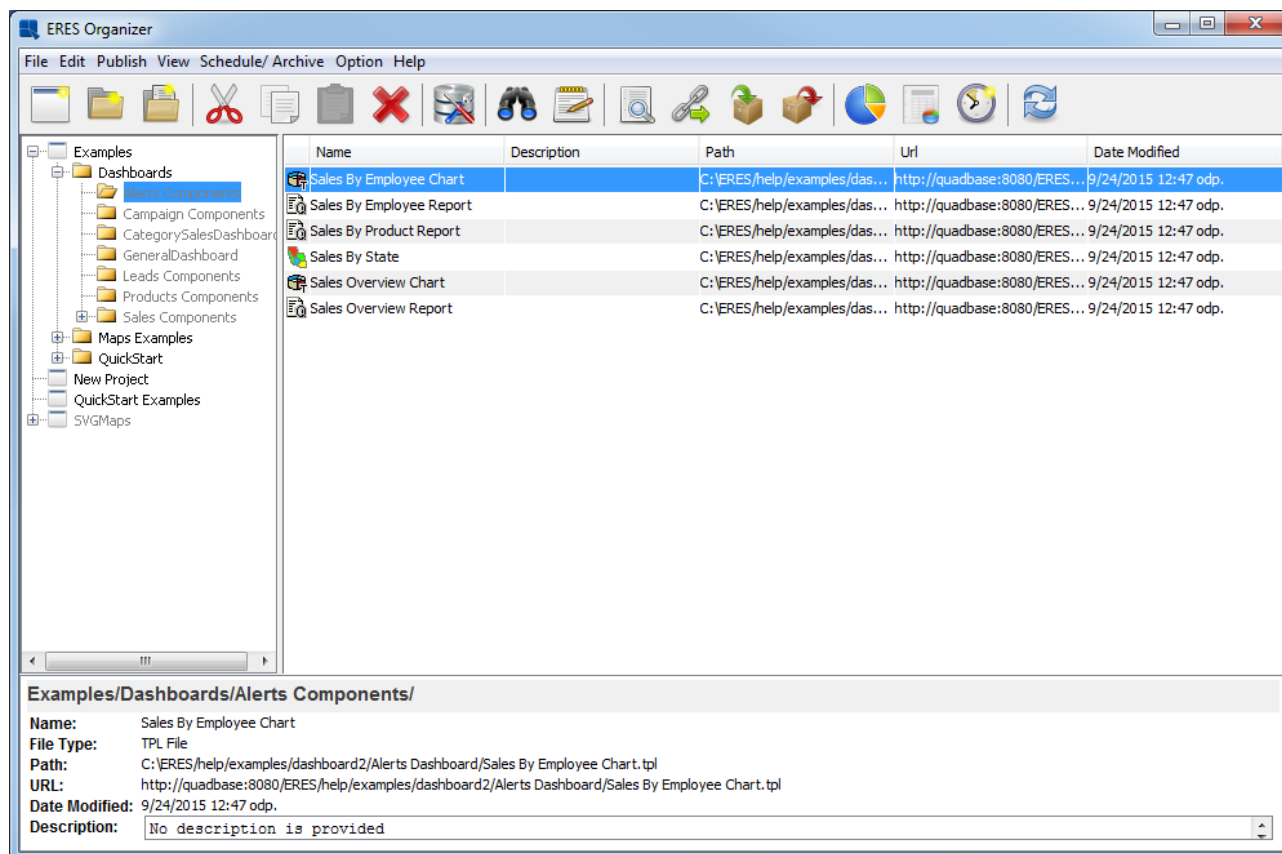 ERES Organizer
File Edit Publish View Schedule/ Archive Option Help
Examples
Dashboards
Alerts Components
Campaign Components
CategorySalesDashboard
GeneralDashboard
Leads Components
Products Components
Sales Components
Maps Examples
QuickStart
New Project
QuickStart Examples
SVGMaps
Name Description Path Url Date Modified
Sales By Employee Chart C:\ERES/help/examples/das... http://quadbase:8080/ERES... 9/24/2015 12:47 odp.
Sales By Employee Report C:\ERES/help/examples/das... http://quadbase:8080/ERES... 9/24/2015 12:47 odp.
Sales By Product Report C:\ERES/help/examples/das... http://quadbase:8080/ERES... 9/24/2015 12:47 odp.
Sales By State C:\ERES/help/examples/das... http://quadbase:8080/ERES... 9/24/2015 12:47 odp.
Sales Overview Chart C:\ERES/help/examples/das... http://quadbase:8080/ERES... 9/24/2015 12:47 odp.
Sales Overview Report C:\ERES/help/examples/das... http://quadbase:8080/ERES... 9/24/2015 12:47 odp.
Examples/Dashboards/Alerts Components/
Name: Sales By Employee Chart
File Type: TPL File
Path: C:\ERES/help/examples/dashboard2/Alerts Dashboard/Sales By Employee Chart.tpl
URL: http://quadbase:8080/ERES/help/examples/dashboard2/Alerts Dashboard/Sales By Employee Chart.tpl
Date Modified: 9/24/2015 12:47 odp.
Description: No description is provided